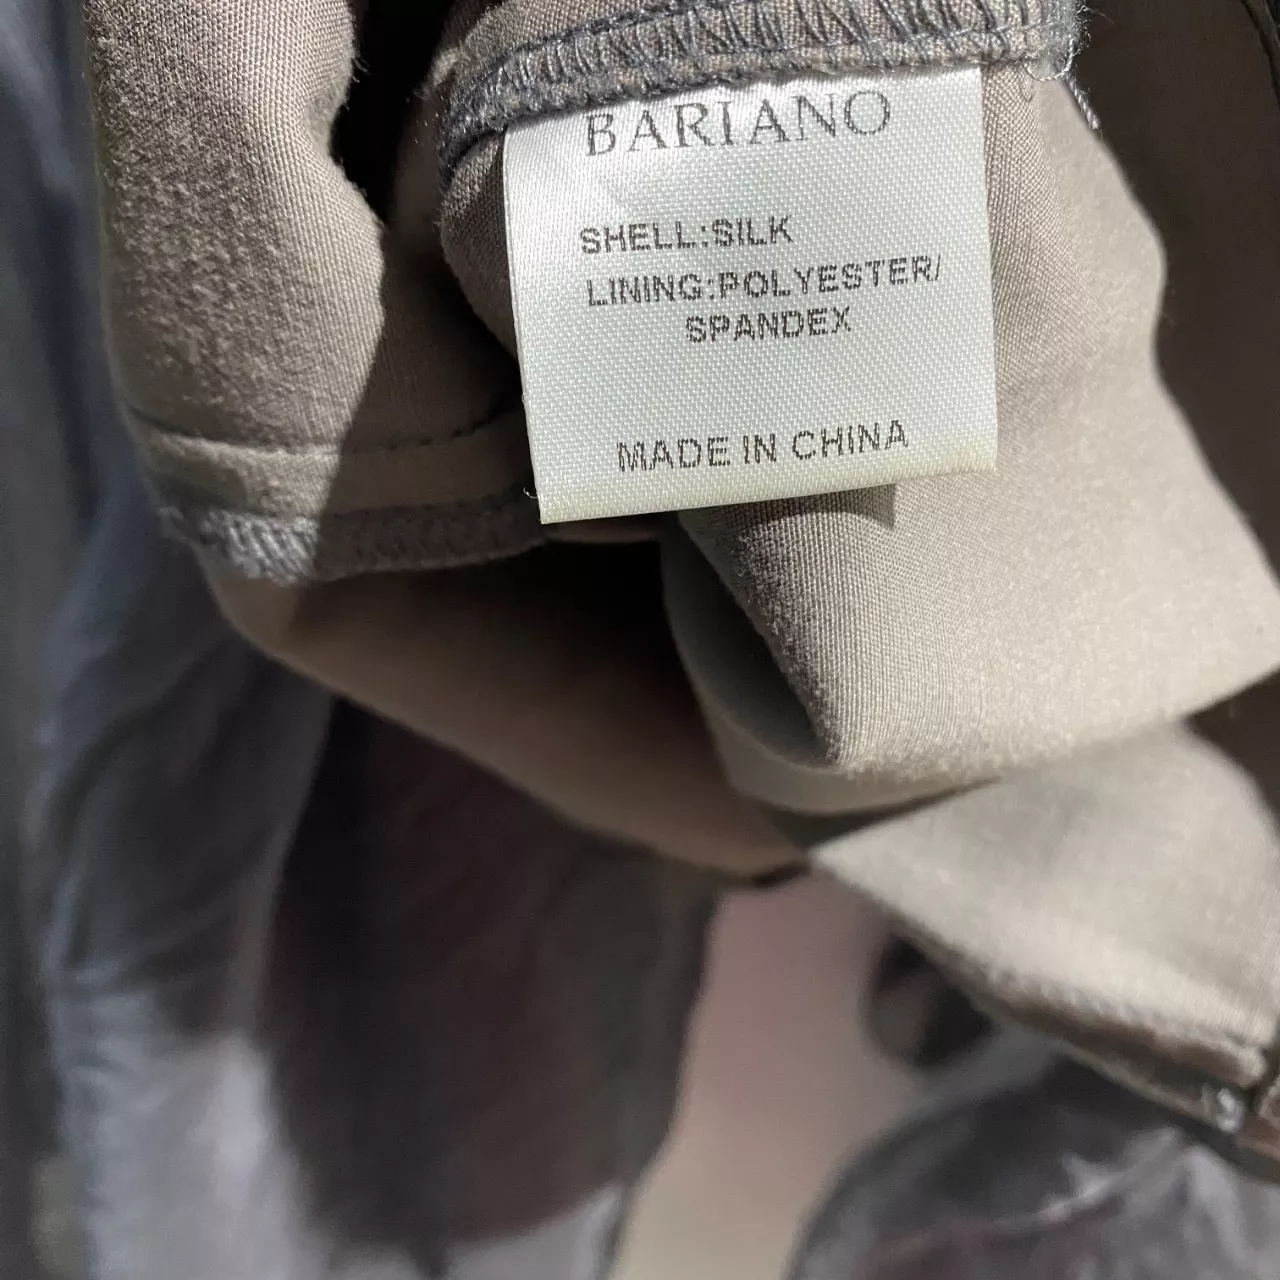 BARIANO
SHELL:SILK
LINING:POLYESTER/
SPANDEX
MADE IN CHINA